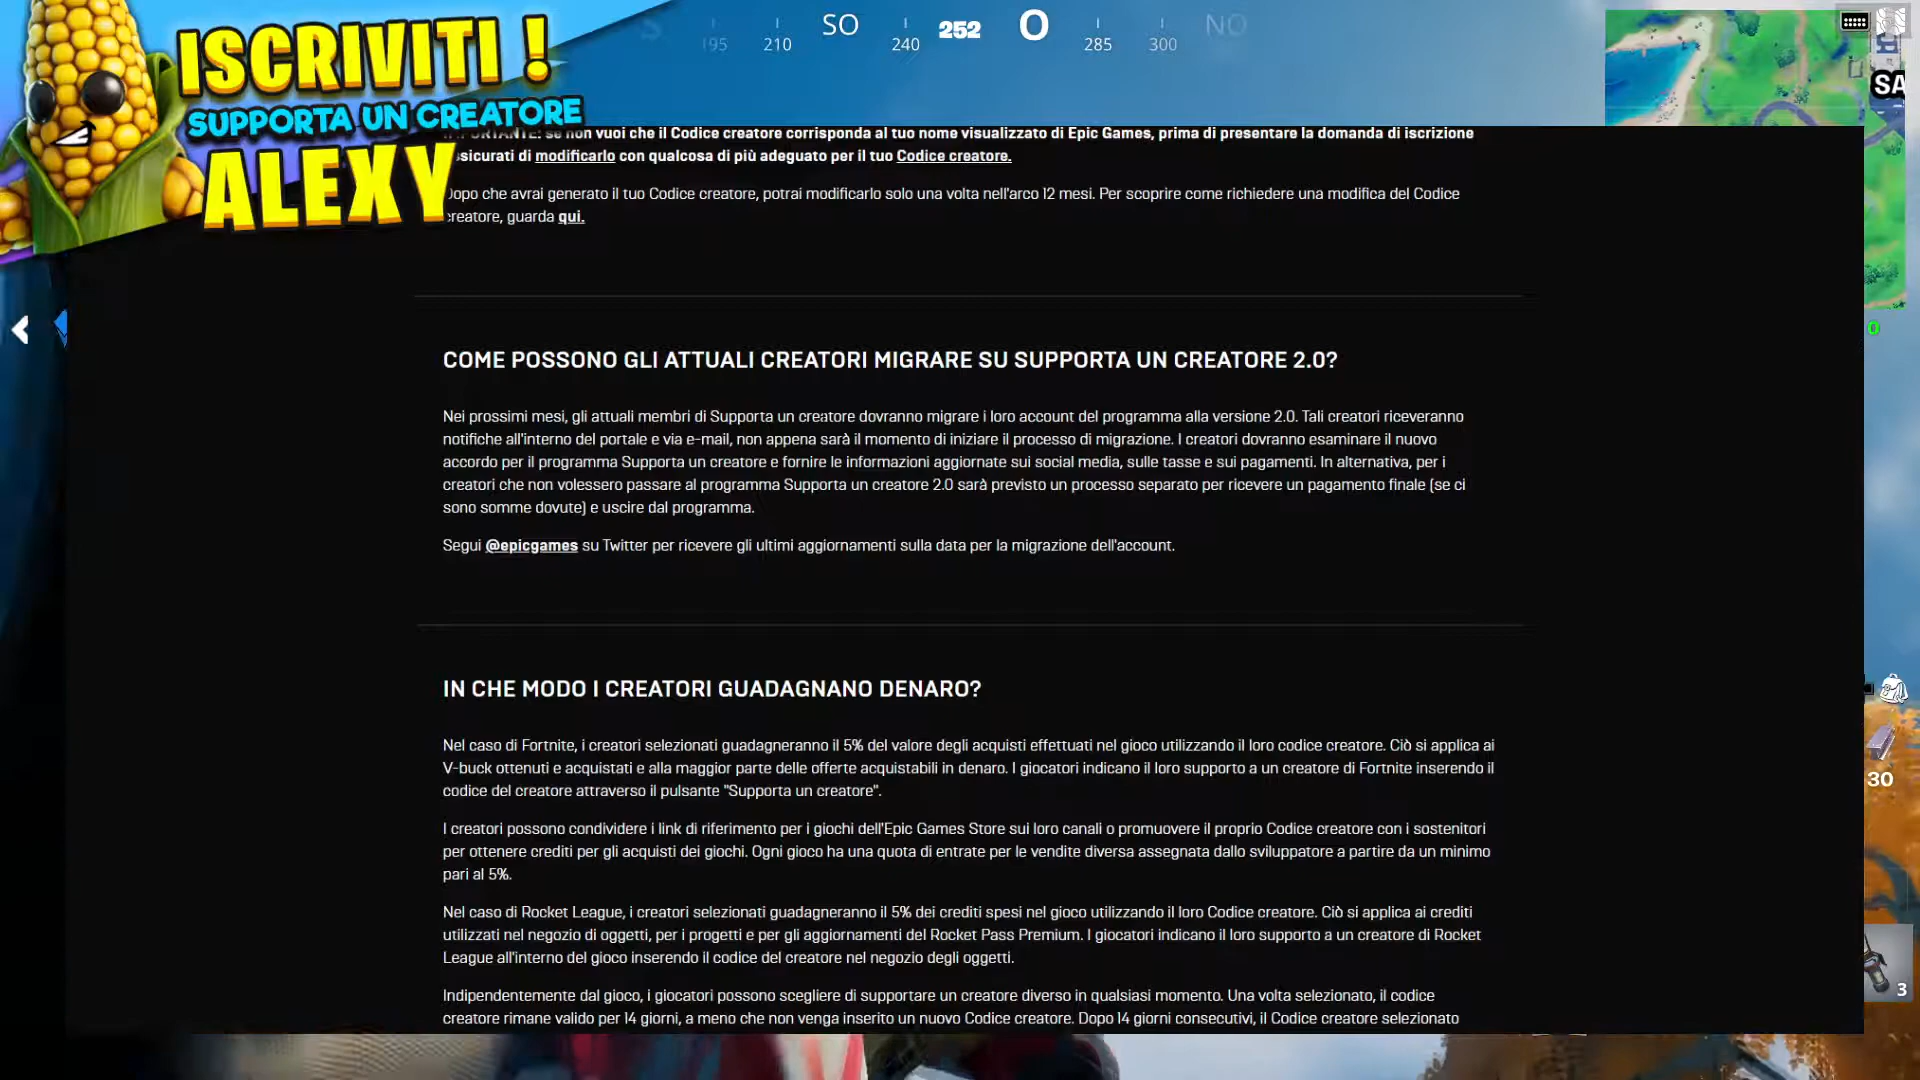 ISCRIVITI !
SUPPORTA UN CREATORE
ALEXY
S 195 210 SO 240 252 O 285 300 NO
SA
se non vuoi che il Codice creatore corrisponda al tuo nome visualizzato di Epic Games, prima di presentare la domanda di iscrizione
sicurati di modificarlo con qualcosa di più adeguato per il tuo Codice creatore.
Dopo che avrai generato il tuo Codice creatore, potrai modificarlo solo una volta nell'arco 12 mesi. Per scoprire come richiedere una modifica del Codice
creatore, guarda qui.
COME POSSONO GLI ATTUALI CREATORI MIGRARE SU SUPPORTA UN CREATORE 2.0?
Nei prossimi mesi, gli attuali membri di Supporta un creatore dovranno migrare i loro account del programma alla versione 2.0. Tali creatori riceveranno
notifiche all'interno del portale e via e-mail, non appena sarà il momento di iniziare il processo di migrazione. I creatori dovranno esaminare il nuovo
accordo per il programma Supporta un creatore e fornire le informazioni aggiornate sui social media, sulle tasse e sui pagamenti. In alternativa, per i
creatori che non volessero passare al programma Supporta un creatore 2.0 sarà previsto un processo separato per ricevere un pagamento finale (se ci
sono somme dovute) e uscire dal programma.
Segui @epicgames su Twitter per ricevere gli ultimi aggiornamenti sulla data per la migrazione dell'account.
IN CHE MODO I CREATORI GUADAGNANO DENARO?
Nel caso di Fortnite, i creatori selezionati guadagneranno il 5% del valore degli acquisti effettuati nel gioco utilizzando il loro codice creatore. Ciò si applica ai
V-buck ottenuti e acquistati e alla maggior parte delle offerte acquistabili in denaro. I giocatori indicano il loro supporto a un creatore di Fortnite inserendo il
codice del creatore attraverso il pulsante "Supporta un creatore".
I creatori possono condividere i link di riferimento per i giochi dell'Epic Games Store sui loro canali o promuovere il proprio Codice creatore con i sostenitori
per ottenere crediti per gli acquisti dei giochi. Ogni gioco ha una quota di entrate per le vendite diversa assegnata dallo sviluppatore a partire da un minimo
pari al 5%.
Nel caso di Rocket League, i creatori selezionati guadagneranno il 5% dei crediti spesi nel gioco utilizzando il loro Codice creatore. Ciò si applica ai crediti
utilizzati nel negozio di oggetti, per i progetti e per gli aggiornamenti del Rocket Pass Premium. I giocatori indicano il loro supporto a un creatore di Rocket
League all'interno del gioco inserendo il codice del creatore nel negozio degli oggetti.
Indipendentemente dal gioco, i giocatori possono scegliere di supportare un creatore diverso in qualsiasi momento. Una volta selezionato, il codice
creatore rimane valido per 14 giorni, a meno che non venga inserito un nuovo Codice creatore. Dopo 14 giorni consecutivi, il Codice creatore selezionato
0
30
3